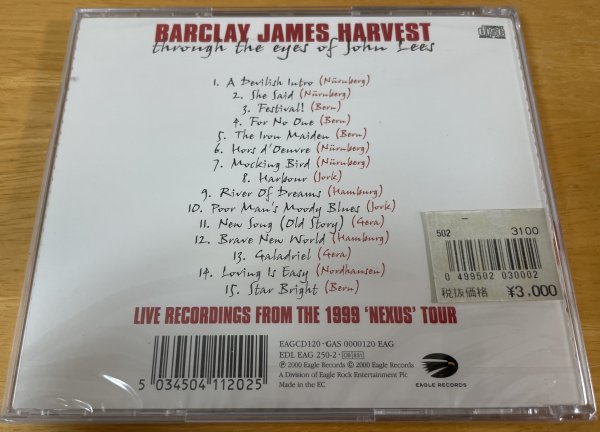 BARCLAY JAMES HARVEST
through the eyes of John Lees
1. A Devilish Intro (Nürnberg)
2. She Said (Nürnberg)
3. Festival! (Bern)
4. For No One (Bern)
5. The Iron Maiden (Bern)
6. Hors d'Oeuvre (Nürnberg)
7. Mocking Bird (Nürnberg)
8. Harbour (Jork)
9. River Of Dreams (Hamburg)
10. Poor Man's Moody Blues (Jork)
11. New Song (Old Story) (Gera)
12. Brave New World (Hamburg)
13. Galadriel (Gera)
14. Loving Is Easy (Nordhausen)
15. Star Bright (Bern)
502 3100
0 499502 030002
税抜価格 ¥3,000
LIVE RECORDINGS FROM THE 1999 'NEXUS' TOUR
EAGCD120 · GAS 0000120 EAG
EDL EAG 250-2 ·
℗ 2000 Eagle Records © 2000 Eagle Records
A Division of Eagle Rock Entertainment Plc
Made in the EC
5 034504 112025
EAGLE RECORDS